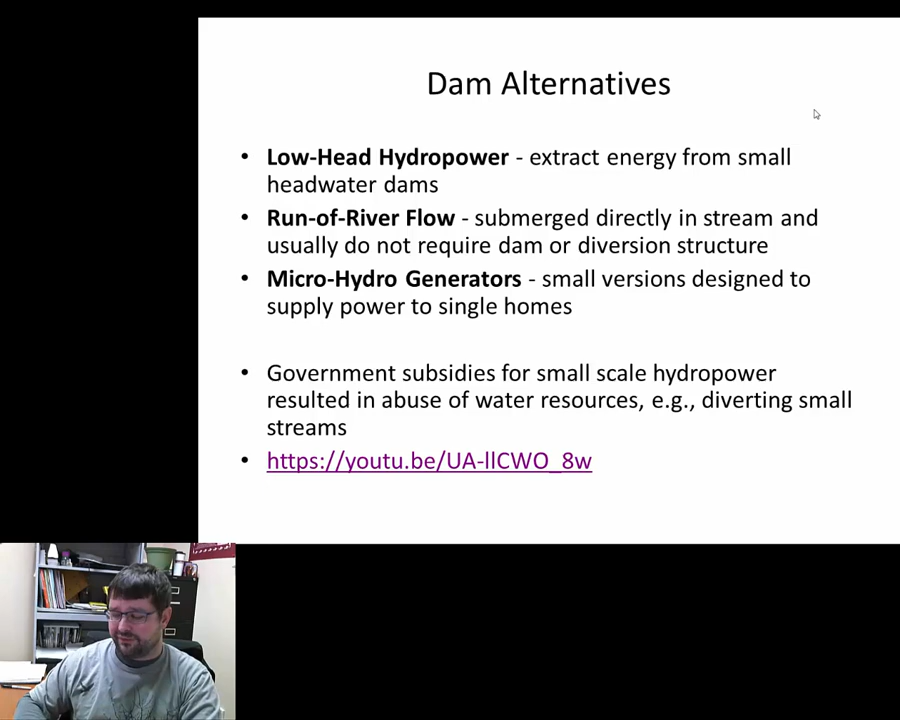 Dam Alternatives
• Low-Head Hydropower - extract energy from small
headwater dams
• Run-of-River Flow - submerged directly in stream and
usually do not require dam or diversion structure
• Micro-Hydro Generators - small versions designed to
supply power to single homes
• Government subsidies for small scale hydropower
resulted in abuse of water resources, e.g., diverting small
streams
• https://youtu.be/UA-llCWO_8w